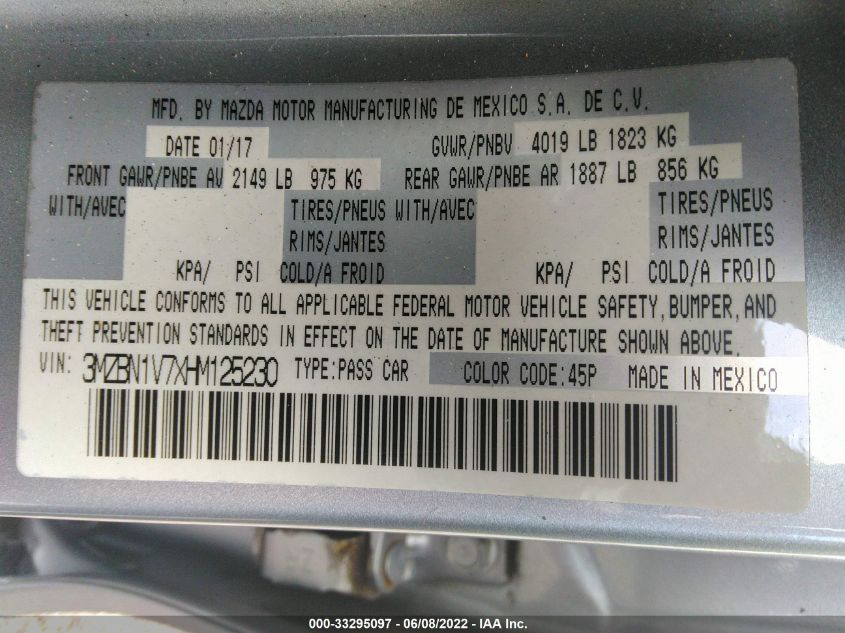 MFD. BY MAZDA MOTOR MANUFACTURING DE MEXICO S.A. DE C.V.
DATE 01/17 GVWR/PNBV 4019 LB 1823 KG
FRONT GAWR/PNBE AV 2149 LB 975 KG REAR GAWR/PNBE AR 1887 LB 856 KG
WITH/AVEC TIRES/PNEUS WITH/AVEC TIRES/PNEUS
RIMS/JANTES RIMS/JANTES
KPA/ PSI COLD/A FROID KPA/ PSI COLD/A FROID
THIS VEHICLE CONFORMS TO ALL APPLICABLE FEDERAL MOTOR VEHICLE SAFETY, BUMPER, AND
THEFT PREVENTION STANDARDS IN EFFECT ON THE DATE OF MANUFACTURE SHOWN ABOVE.
VIN: 3MZBN1V7XHM125230 TYPE:PASS CAR COLOR CODE:45P MADE IN MEXICO
000-33295097 - 06/08/2022 - IAA Inc.